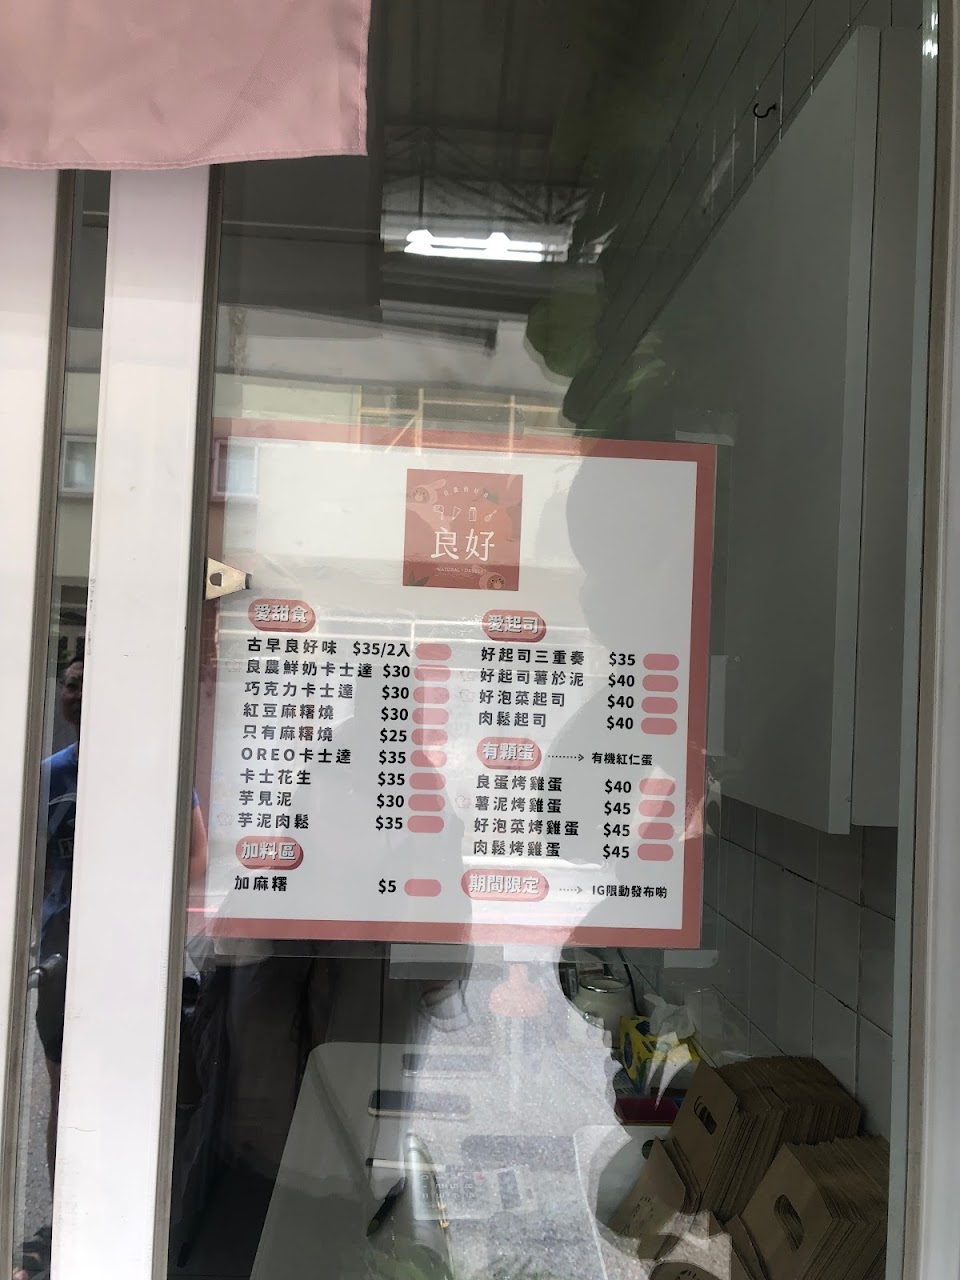 良好
愛甜食
古早良好味 $35/2入
良農鮮奶卡士達 $30
巧克力卡士達 $30
紅豆麻糬燒 $30
只有麻糬燒 $25
OREO卡士達 $35
卡士花生 $35
芋見泥 $30
芋泥肉鬆 $35
加料區
加麻糬 $5
愛起司
好起司三重奏 $35
好起司薯於泥 $40
好泡菜起司 $40
肉鬆起司 $40
有顆蛋 有機紅仁蛋
良蛋烤雞蛋 $40
薯泥烤雞蛋 $45
好泡菜烤雞蛋 $45
肉鬆烤雞蛋 $45
期間限定 IG限動發布喲